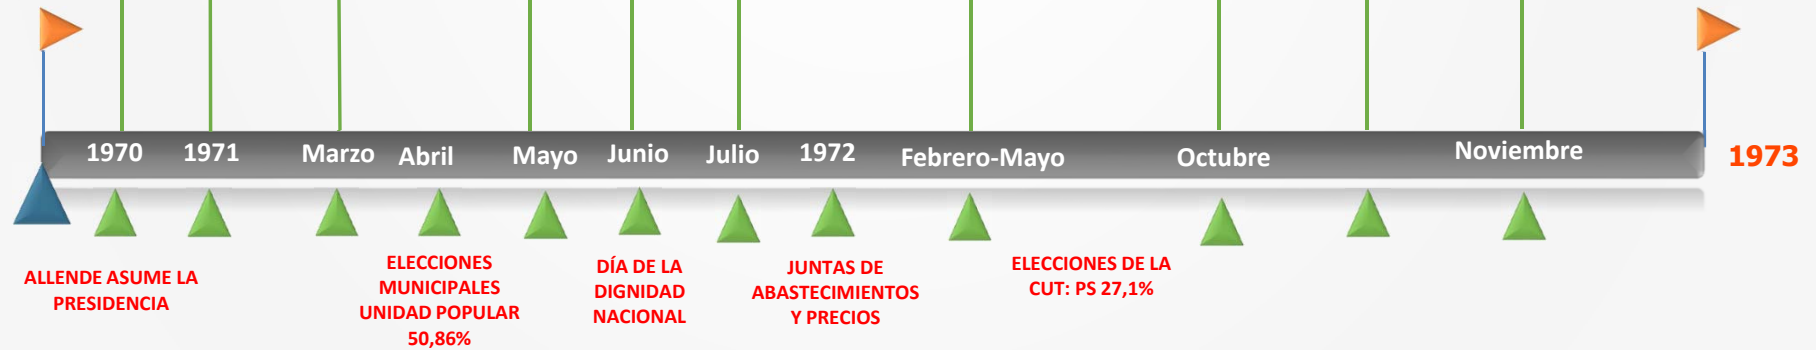 1970
1971
Marzo
Abril
Mayo
Junio
Julio
1972
Febrero-Mayo
Octubre
Noviembre
1973
ALLENDE ASUME LA
PRESIDENCIA
ELECCIONES
MUNICIPALES
UNIDAD POPULAR
50,86%
DÍA DE LA
DIGNIDAD
NACIONAL
JUNTAS DE
ABASTECIMIENTOS
Y PRECIOS
ELECCIONES DE LA
CUT: PS 27,1%